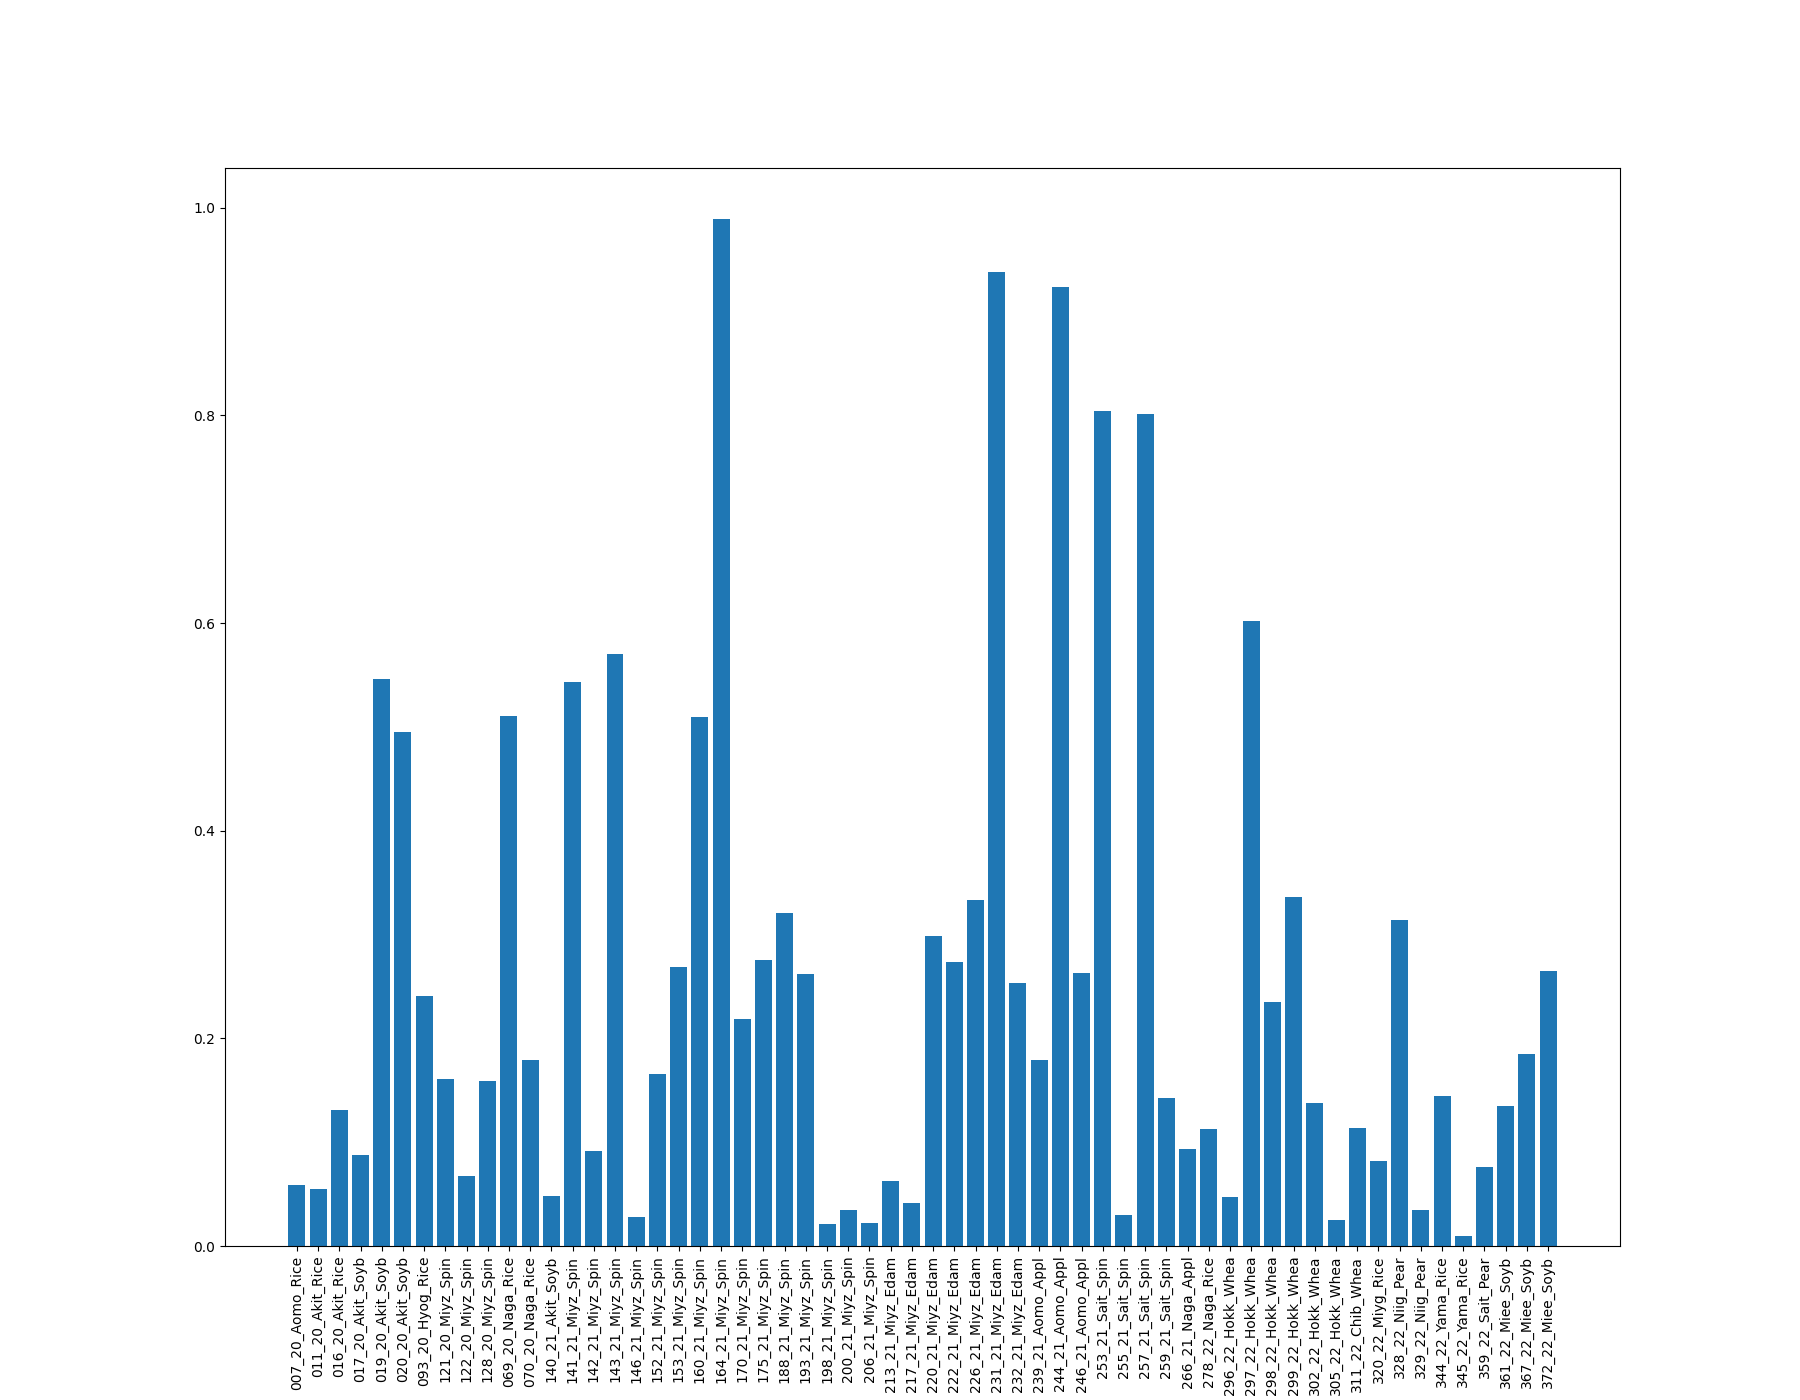 1.0
0.8
0.6
0.4
0.2
0.0
007_20_Aomo_Rice
011_20_Akit_Rice
016_20_Akit_Rice
017_20_Akit_Soyb
019_20_Akit_Soyb
020_20_Akit_Soyb
093_20_Hyog_Rice
121_20_Miyz_Spin
122_20_Miyz_Spin
128_20_Miyz_Spin
069_20_Naga_Rice
070_20_Naga_Rice
140_21_Akit_Soyb
141_21_Miyz_Spin
142_21_Miyz_Spin
143_21_Miyz_Spin
146_21_Miyz_Spin
152_21_Miyz_Spin
153_21_Miyz_Spin
160_21_Miyz_Spin
164_21_Miyz_Spin
170_21_Miyz_Spin
175_21_Miyz_Spin
188_21_Miyz_Spin
193_21_Miyz_Spin
198_21_Miyz_Spin
200_21_Miyz_Spin
206_21_Miyz_Spin
213_21_Miyz_Edam
217_21_Miyz_Edam
220_21_Miyz_Edam
222_21_Miyz_Edam
226_21_Miyz_Edam
231_21_Miyz_Edam
232_21_Miyz_Edam
239_21_Aomo_Appl
244_21_Aomo_Appl
246_21_Aomo_Appl
253_21_Sait_Spin
255_21_Sait_Spin
257_21_Sait_Spin
259_21_Sait_Spin
266_21_Naga_Appl
278_22_Naga_Rice
296_22_Hokk_Whea
297_22_Hokk_Whea
298_22_Hokk_Whea
299_22_Hokk_Whea
302_22_Hokk_Whea
305_22_Hokk_Whea
311_22_Chib_Whea
320_22_Miyg_Rice
328_22_Niig_Pear
329_22_Niig_Pear
344_22_Yama_Rice
345_22_Yama_Rice
359_22_Sait_Pear
361_22_Miee_Soyb
367_22_Miee_Soyb
372_22_Miee_Soyb